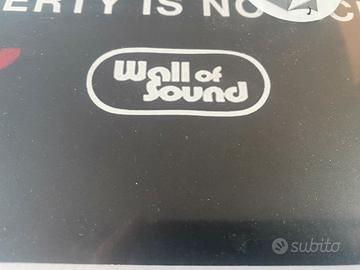 ERTY IS NO
Wall of
Sound
subito